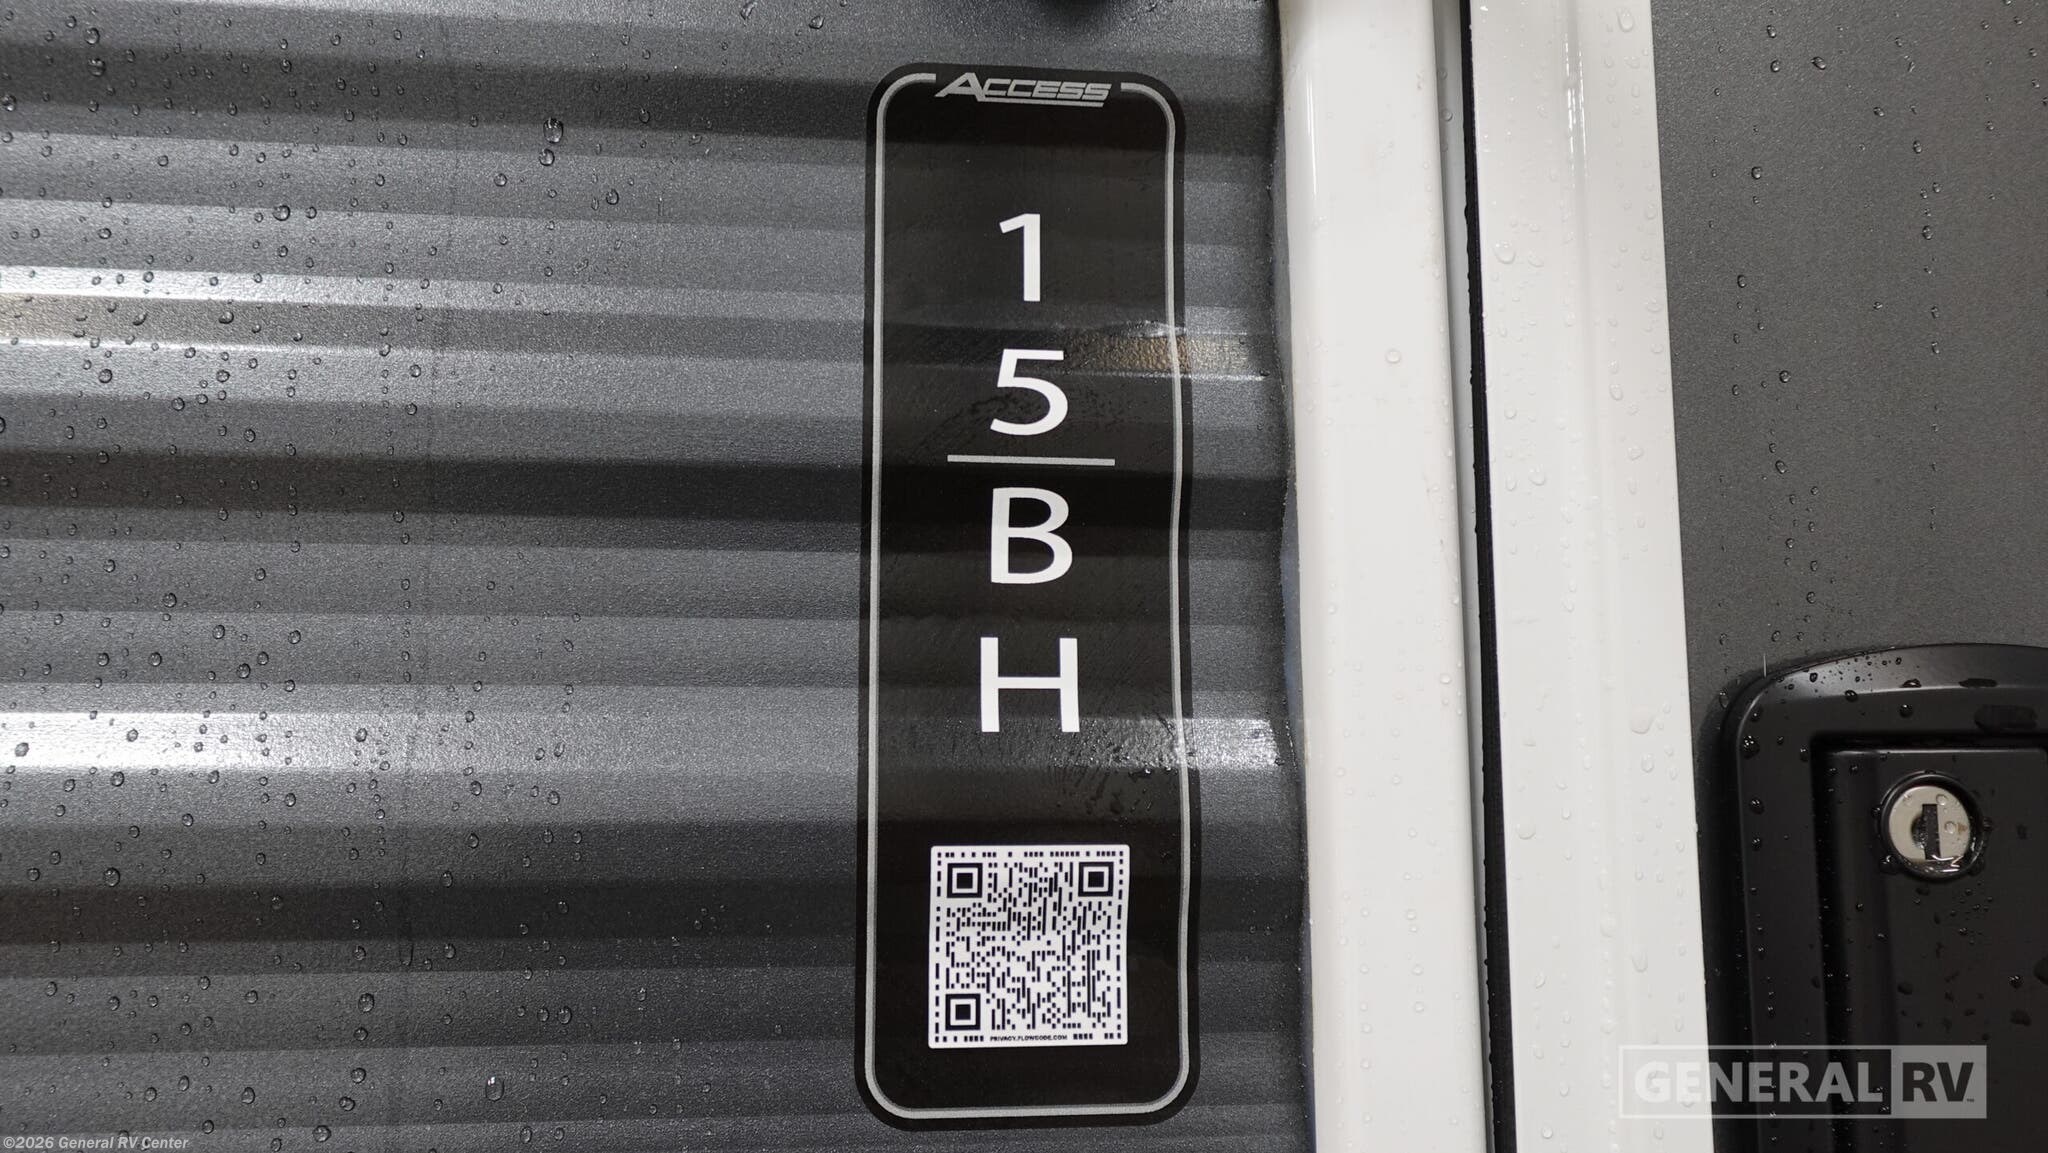 ACCESS
1
5
B
H
PRIVACY.FLOWCODE.COM
GENERAL RV
©2026 General RV Center